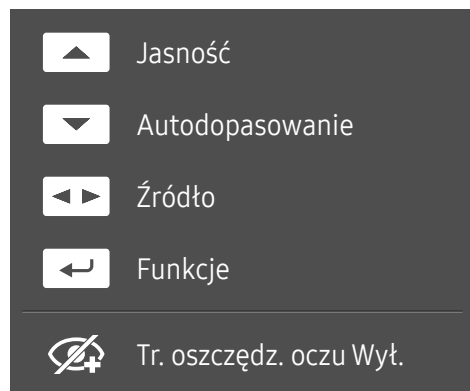 Jasność
Autodopasowanie
Źródło
Funkcje
Tr. oszczędz. oczu Wył.